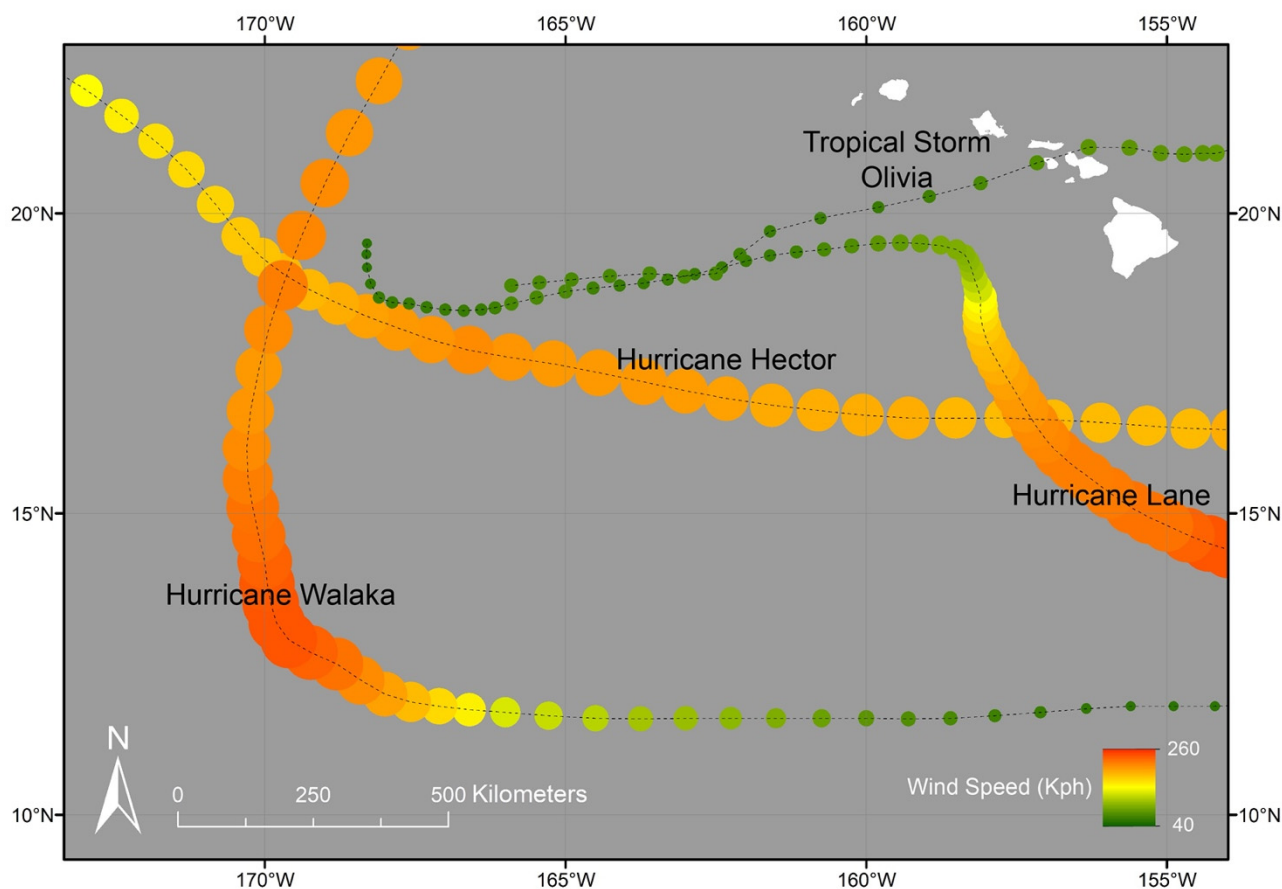 170°W 165°W 160°W 155°W
Tropical Storm
Olivia
20°N 20°N
Hurricane Hector
Hurricane Lane
15°N 15°N
Hurricane Walaka
N
260
Wind Speed (Kph)
40
0 250 500 Kilometers
10°N 10°N
170°W 165°W 160°W 155°W